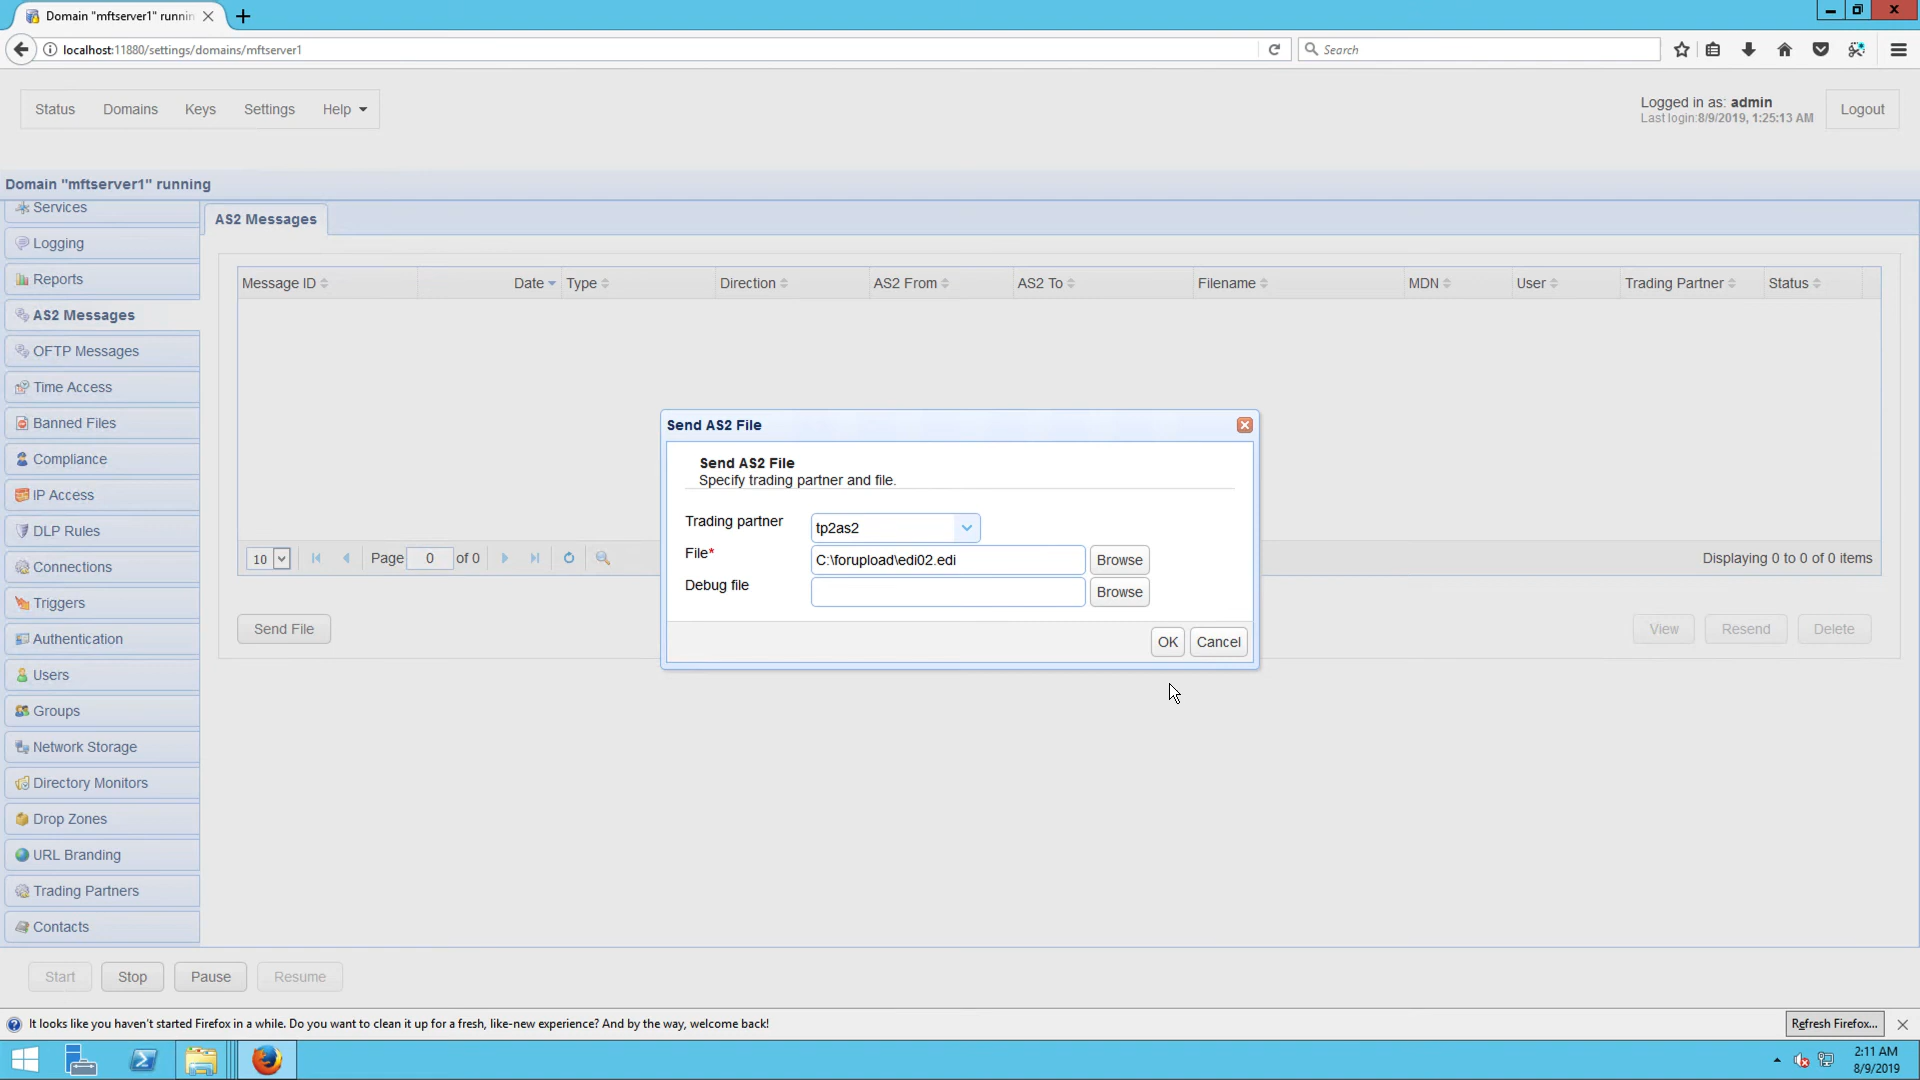 Domain "mftserver1" runnin
localhost:11880/settings/domains/mftserver1
Search
Status Domains Keys Settings Help
Logged in as: admin
Last login:8/9/2019, 1:25:13 AM
Logout
Domain "mftserver1" running
Services
Logging
Reports
AS2 Messages
OFTP Messages
Time Access
Banned Files
Compliance
IP Access
DLP Rules
Connections
Triggers
Authentication
Users
Groups
Network Storage
Directory Monitors
Drop Zones
URL Branding
Trading Partners
Contacts
AS2 Messages
Message ID Date Type Direction AS2 From AS2 To Filename MDN User Trading Partner Status
10 Page 0 of 0
Displaying 0 to 0 of 0 items
Send File
View Resend Delete
Send AS2 File
Send AS2 File
Specify trading partner and file.
Trading partner tp2as2
File* C:\forupload\edi02.edi Browse
Debug file Browse
OK Cancel
Start Stop Pause Resume
It looks like you haven't started Firefox in a while. Do you want to clean it up for a fresh, like-new experience? And by the way, welcome back!
Refresh Firefox...
2:11 AM
8/9/2019